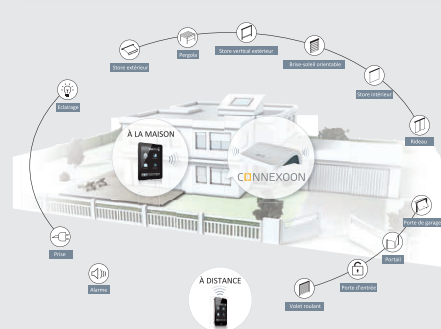 Pergola
Store vertical extérieur
Brise-soleil orientable
Store extérieur
Store intérieur
Eclairage
Rideau
À LA MAISON
CONNEXOON
Porte de garage
Prise
Portail
Alarme
À DISTANCE
Porte d'entrée
Volet roulant